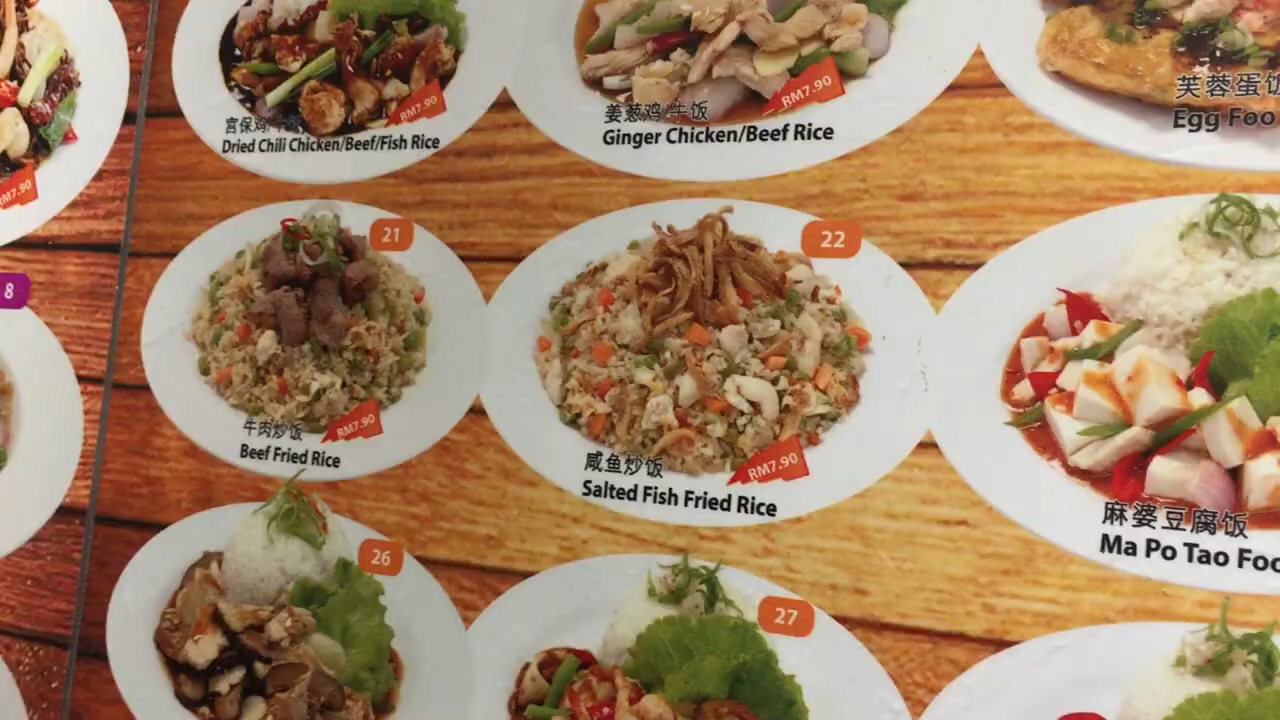 RM7.90
宫保鸡/牛
Dried Chili Chicken/Beef/Fish Rice
RM7.90
姜葱鸡/牛饭
Ginger Chicken/Beef Rice
RM7.90
芙蓉蛋饭
Egg Foo
8
21
牛肉炒饭
Beef Fried Rice
RM7.90
22
咸鱼炒饭
Salted Fish Fried Rice
RM7.90
麻婆豆腐饭
Ma Po Tao Foo
26
27